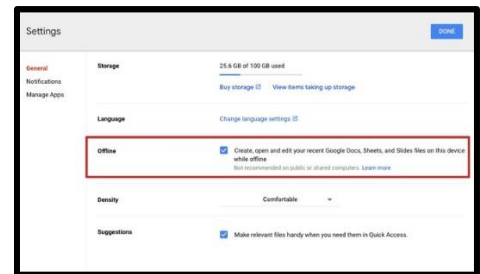 Settings
DONE
General
Notifications
Manage Apps
Storage
25.6 GB of 100 GB used
Buy storage
View items taking up storage
Language
Change language settings
Offline
Create, open and edit your recent Google Docs, Sheets, and Slides files on this device
while offline
Not recommended on public or shared computers. Learn more
Density
Comfortable
Suggestions
Make relevant files handy when you need them in Quick Access.